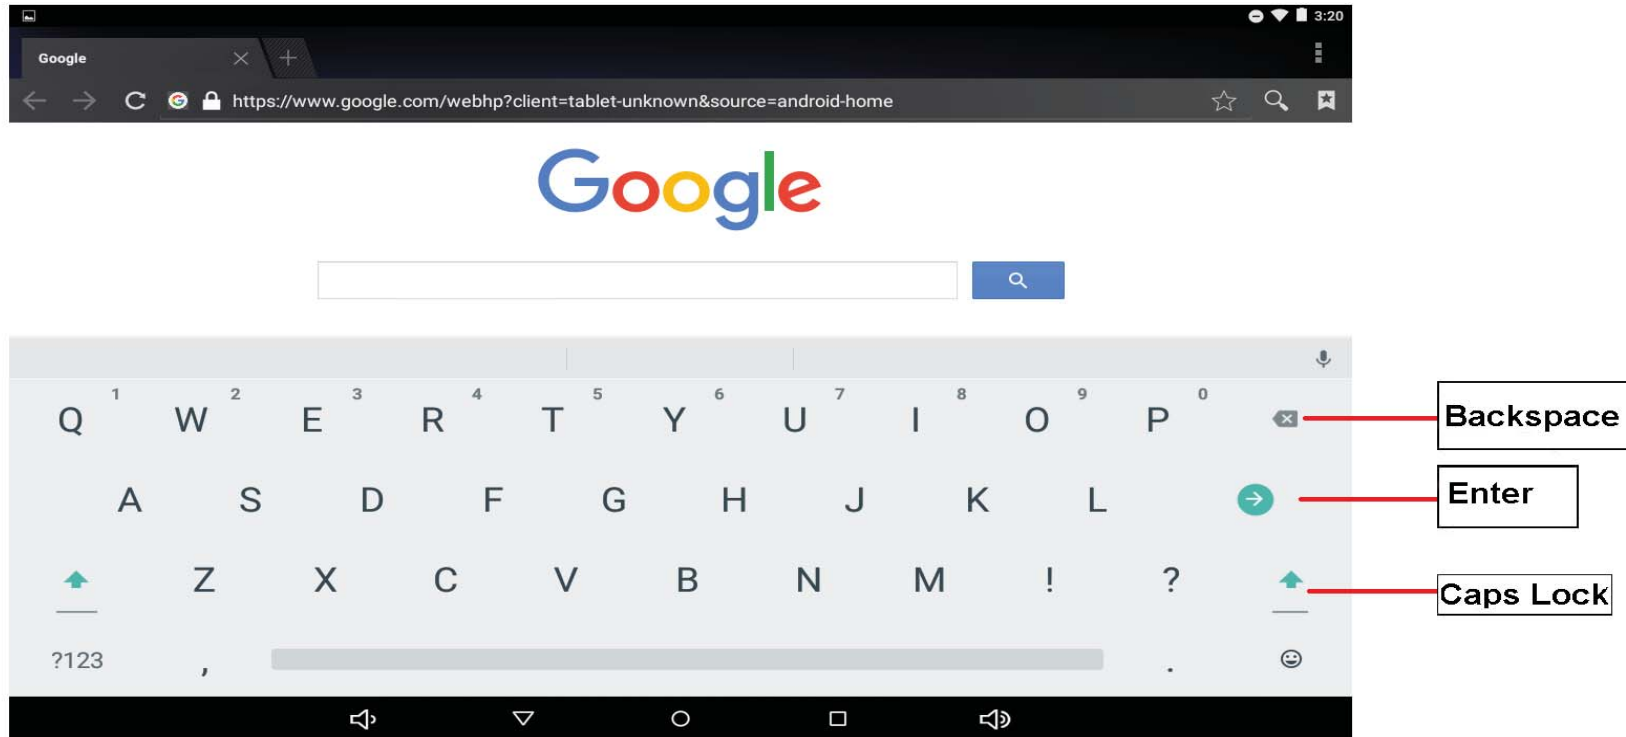 3:20
Google
https://www.google.com/webhp?client=tablet-unknown&source=android-home
Google
1 2 3 4 5 6 7 8 9 0
Q W E R T Y U I O P
Backspace
A S D F G H J K L
Enter
Z X C V B N M ! ?
Caps Lock
?123 , .